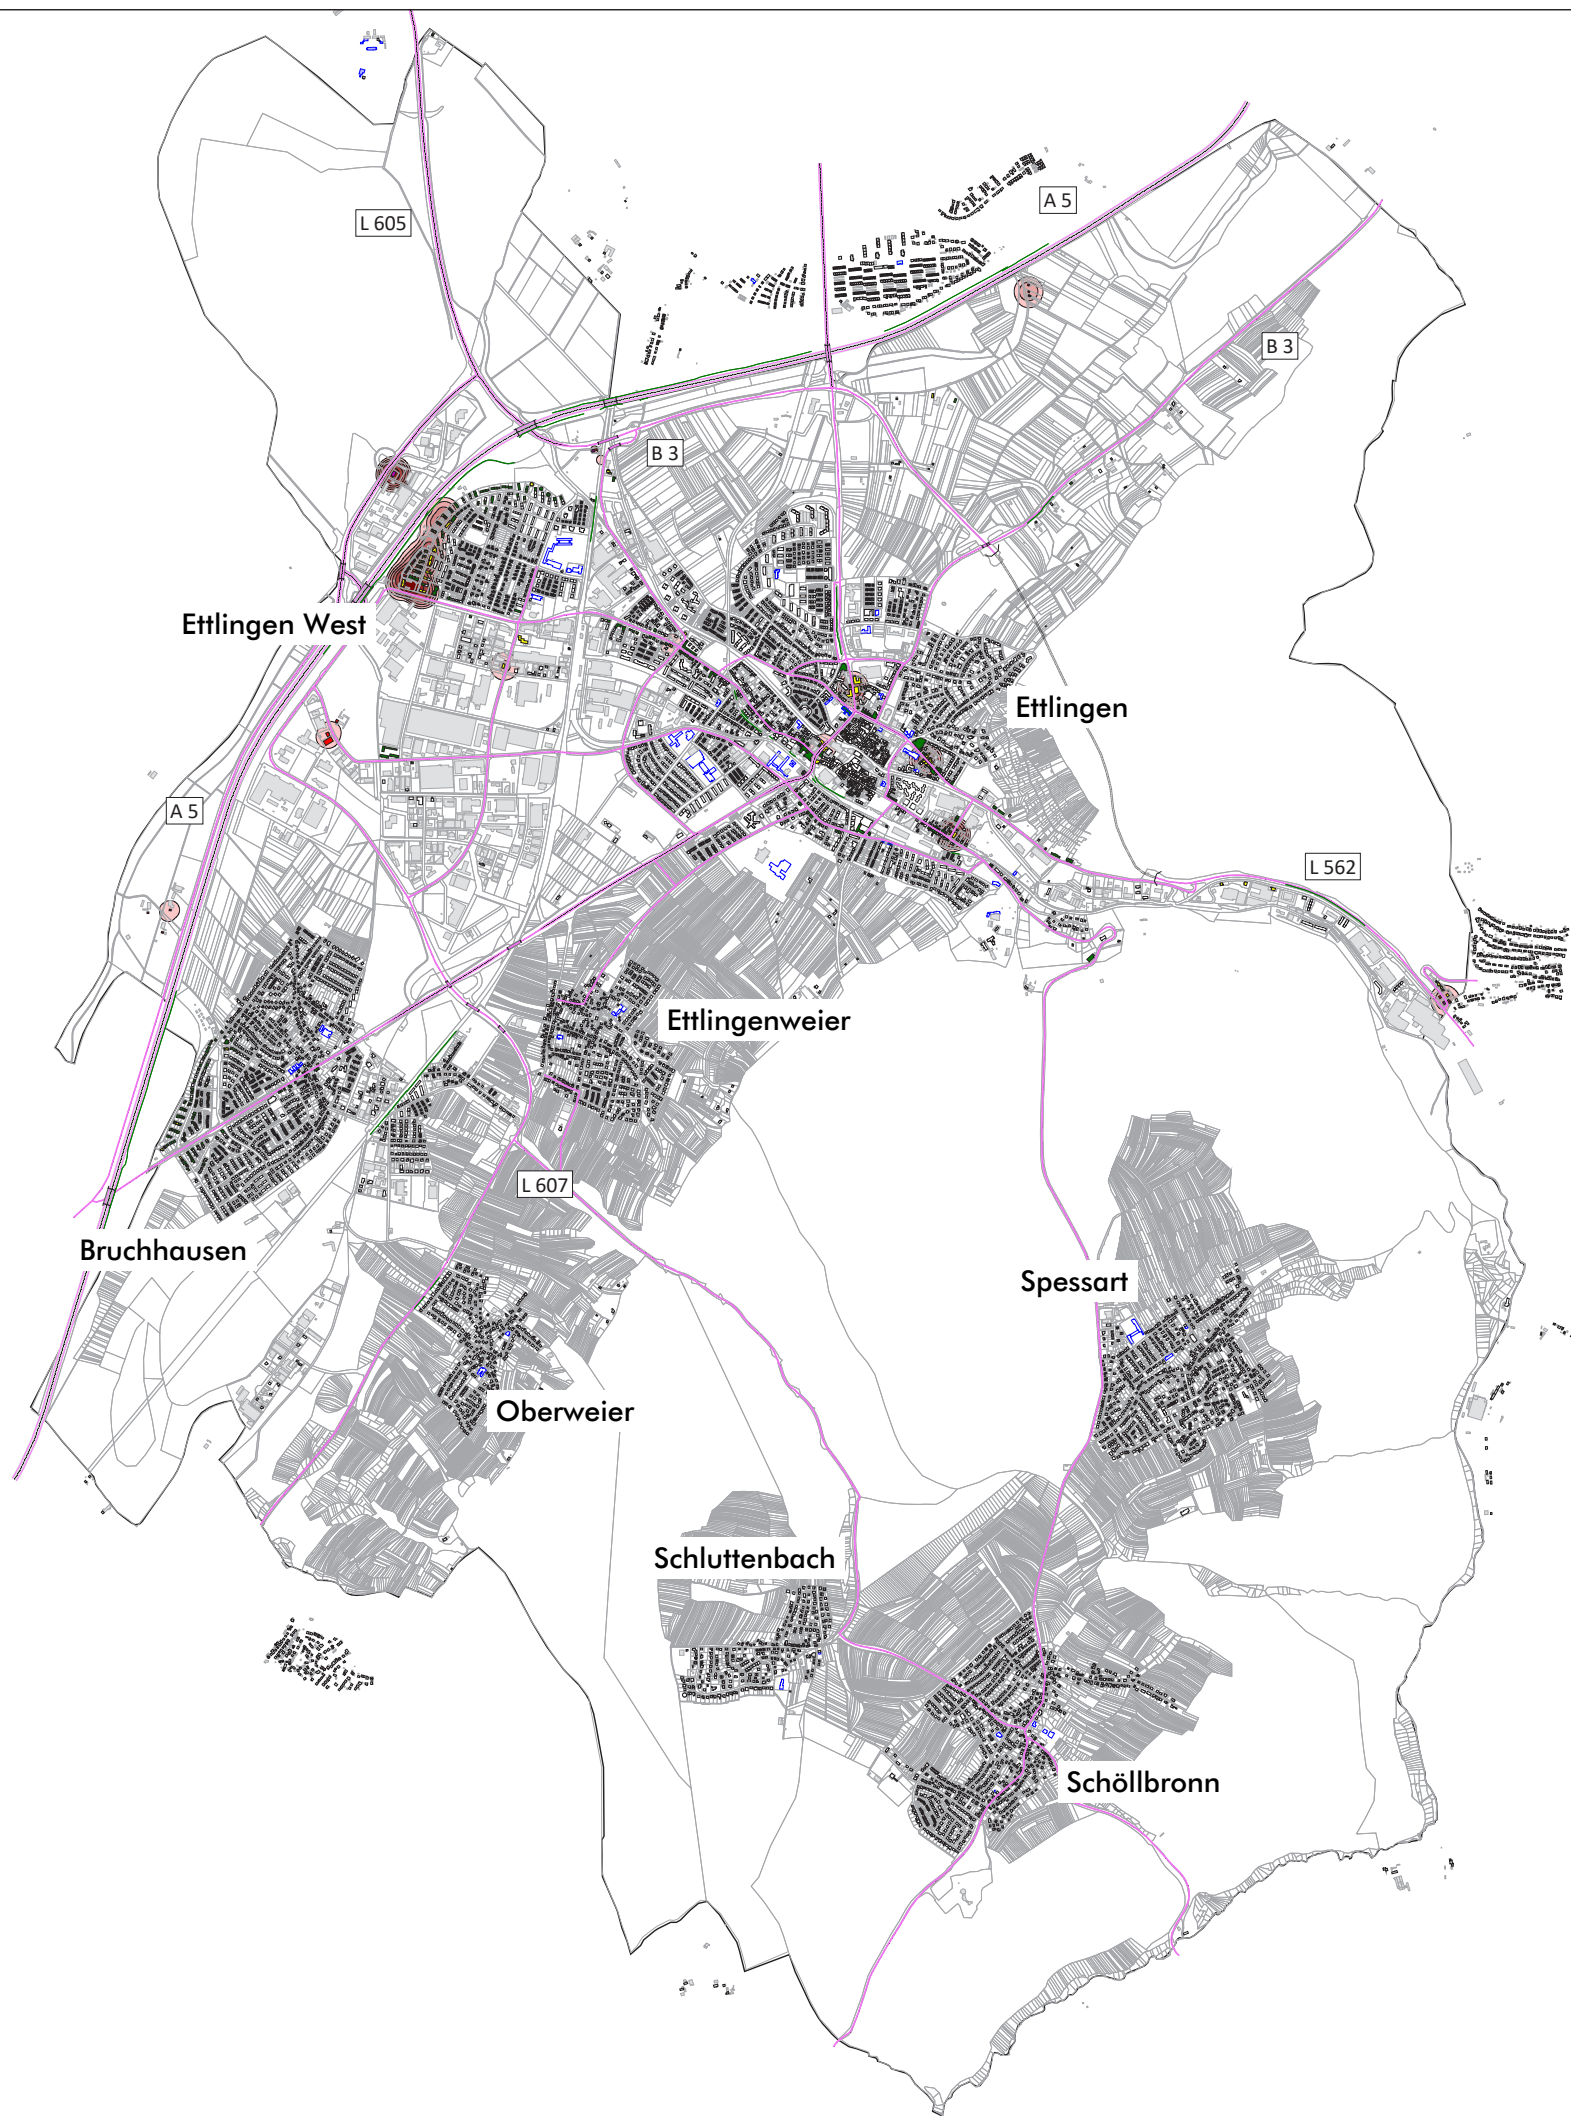 L 605
A 5
B 3
B 3
Ettlingen West
Ettlingen
A 5
L 562
Ettlingenweier
L 607
Bruchhausen
Spessart
Oberweier
Schluttenbach
Schöllbronn